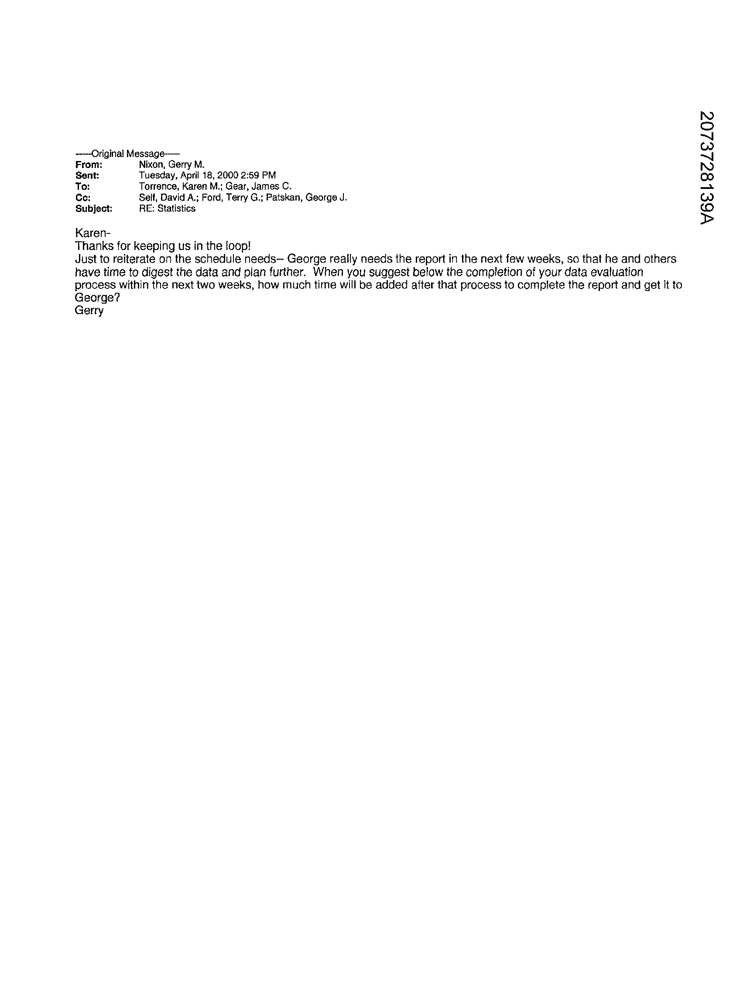 -----Original Message-----
From: Nixon, Gerry M.
Sent: Tuesday, April 18, 2000 2:59 PM
To: Torrence, Karen M.; Gear, James C.
Cc: Self, David A.; Ford, Terry G.; Patskan, George J.
Subject: RE: Statistics
Karen-
Thanks for keeping us in the loop!
Just to reiterate on the schedule needs-- George really needs the report in the next few weeks, so that he and others
have time to digest the data and plan further. When you suggest below the completion of your data evaluation
process within the next two weeks, how much time will be added after that process to complete the report and get it to
George?
Gerry
2073728139A